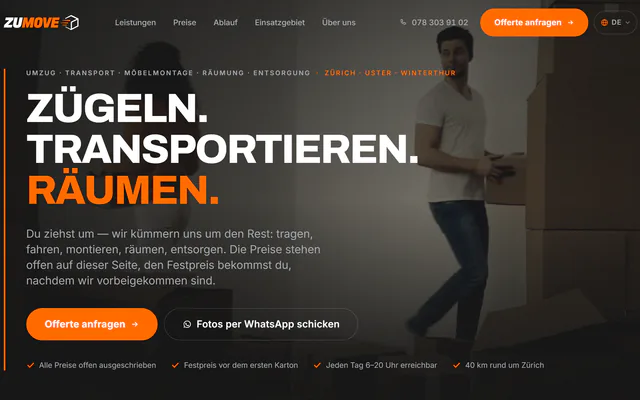 ZUMOVE
Leistungen
Preise
Ablauf
Einsatzgebiet
Über uns
078 303 91 02
Offerte anfragen →
DE
UMZUG · TRANSPORT · MÖBELMONTAGE · RÄUMUNG · ENTSORGUNG · ZÜRICH · USTER · WINTERTHUR
ZÜGELN.
TRANSPORTIEREN.
RÄUMEN.
Du ziehst um — wir kümmern uns um den Rest: tragen,
fahren, montieren, räumen, entsorgen. Die Preise stehen
offen auf dieser Seite, den Festpreis bekommst du,
nachdem wir vorbeigekommen sind.
Offerte anfragen →
Fotos per WhatsApp schicken
Alle Preise offen ausgeschrieben
Festpreis vor dem ersten Karton
Jeden Tag 6–20 Uhr erreichbar
40 km rund um Zürich